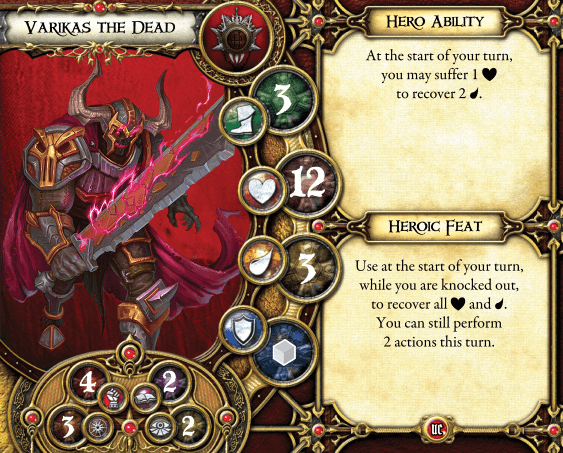 Varikas the Dead
3
12
3
4
2
3
2
Hero Ability
At the start of your turn,
you may suffer 1 ♥
to recover 2 .
Heroic Feat
Use at the start of your turn,
while you are knocked out,
to recover all ♥ and .
You can still perform
2 actions this turn.
UC